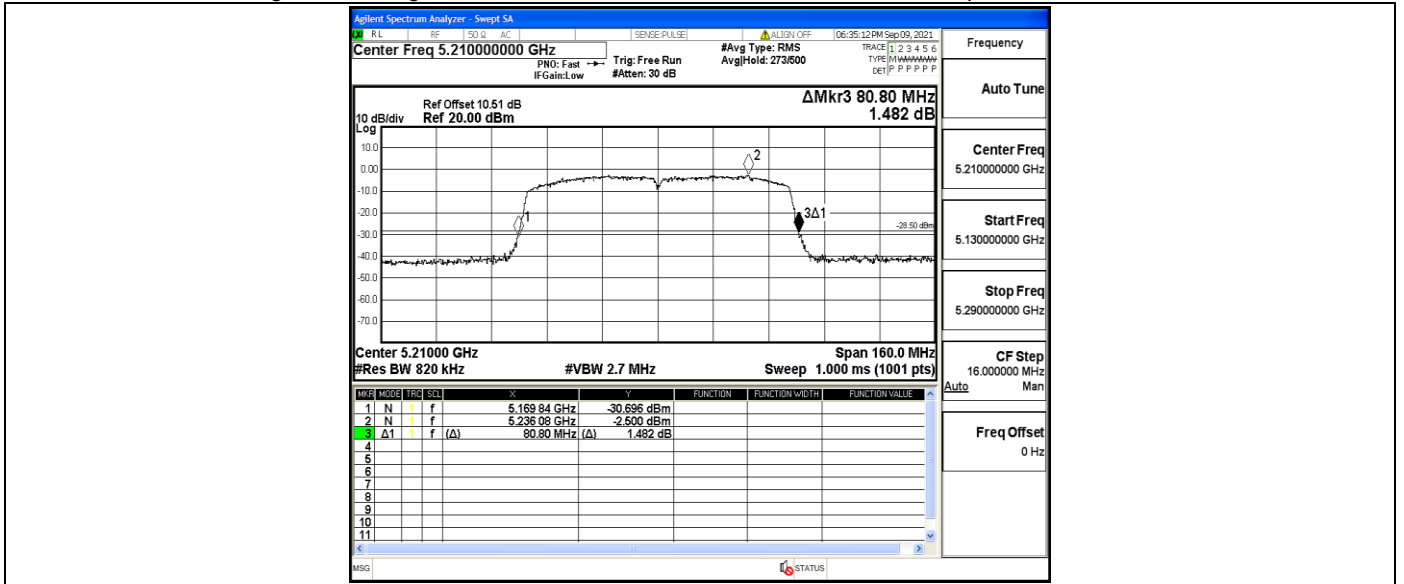 Agilent Spectrum Analyzer - Swept SA
LXI RL RF 50 Ω AC SENSE:PULSE ALIGN OFF 06:35:12 PM Sep 09, 2021
Center Freq 5.210000000 GHz
PNO: Fast
IFGain:Low
Trig: Free Run
#Atten: 30 dB
#Avg Type: RMS
Avg|Hold: 273/500
TRACE 1 2 3 4 5 6
TYPE M WWWWW
DET P P P P P P
ΔMkr3 80.80 MHz
1.482 dB
Ref Offset 10.51 dB
10 dB/div Ref 20.00 dBm
Log
10.0
0.00
-10.0
-20.0
-30.0
-40.0
-50.0
-60.0
-70.0
1
2
3Δ1
-28.50 dBm
Center 5.21000 GHz Span 160.0 MHz
#Res BW 820 kHz #VBW 2.7 MHz Sweep 1.000 ms (1001 pts)
MKR MODE TRC SCL X Y FUNCTION FUNCTION WIDTH FUNCTION VALUE
1 N 1 f 5.169 84 GHz -30.696 dBm
2 N 1 f 5.236 08 GHz -2.500 dBm
3 Δ1 1 f (Δ) 80.80 MHz (Δ) 1.482 dB
4
5
6
7
8
9
10
11
MSG STATUS
Frequency
Auto Tune
Center Freq
5.210000000 GHz
Start Freq
5.130000000 GHz
Stop Freq
5.290000000 GHz
CF Step
16.000000 MHz
Auto Man
Freq Offset
0 Hz